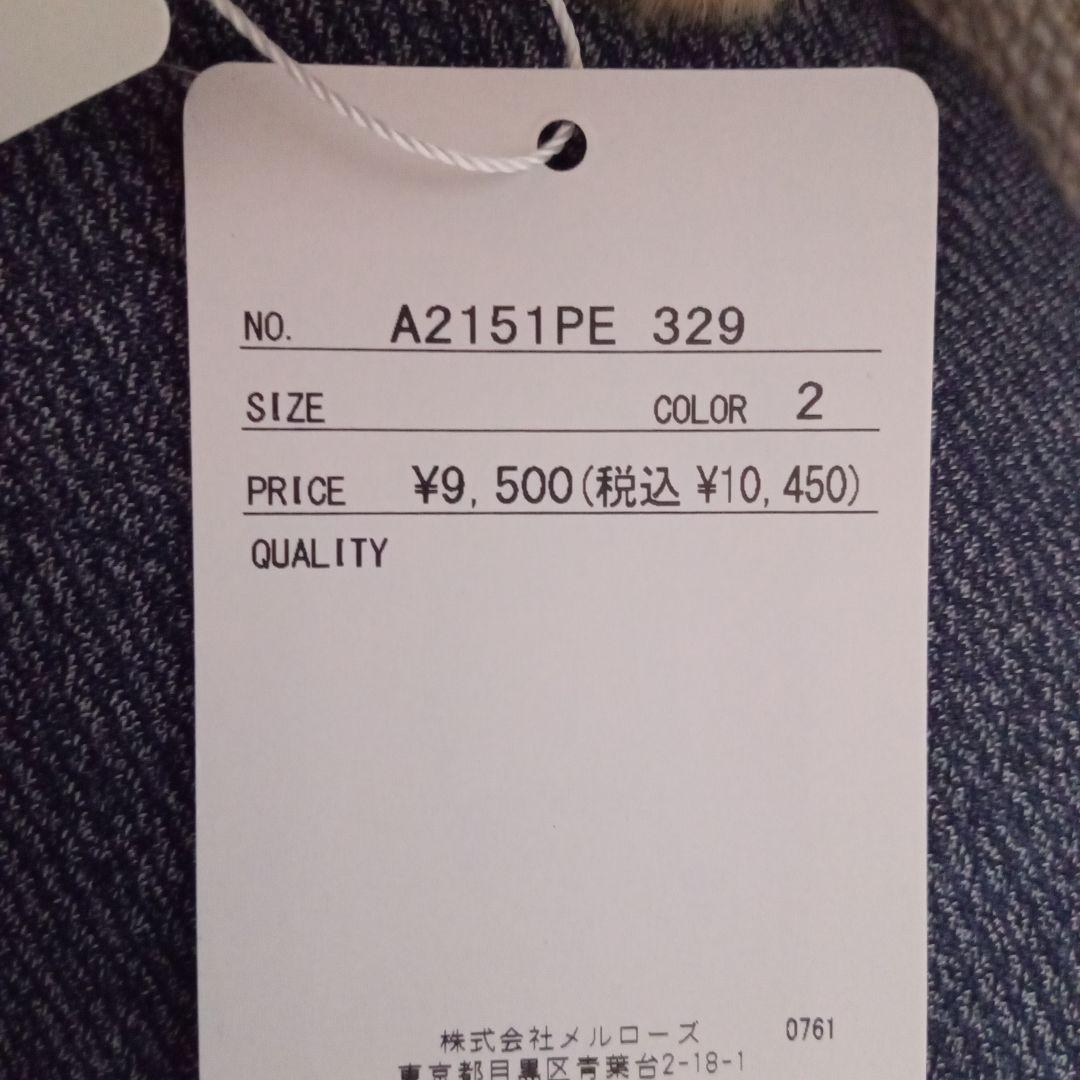 NO. A2151PE 329
SIZE COLOR 2
PRICE ¥9,500(税込 ¥10,450)
QUALITY
株式会社メルローズ 0761
東京都目黒区青葉台2-18-1